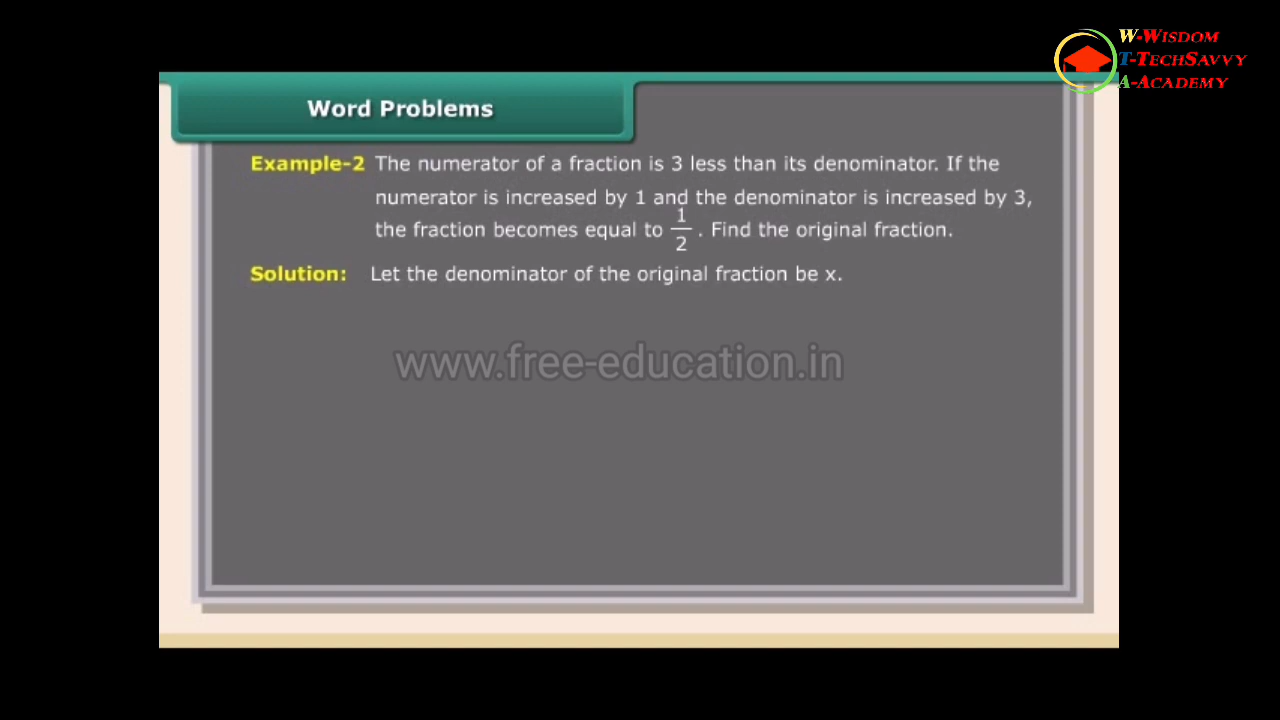 W-Wisdom
T-TechSavvy
A-Academy
Word Problems
Example-2 The numerator of a fraction is 3 less than its denominator. If the
numerator is increased by 1 and the denominator is increased by 3,
the fraction becomes equal to 1/2. Find the original fraction.
Solution: Let the denominator of the original fraction be x.
www.free-education.in